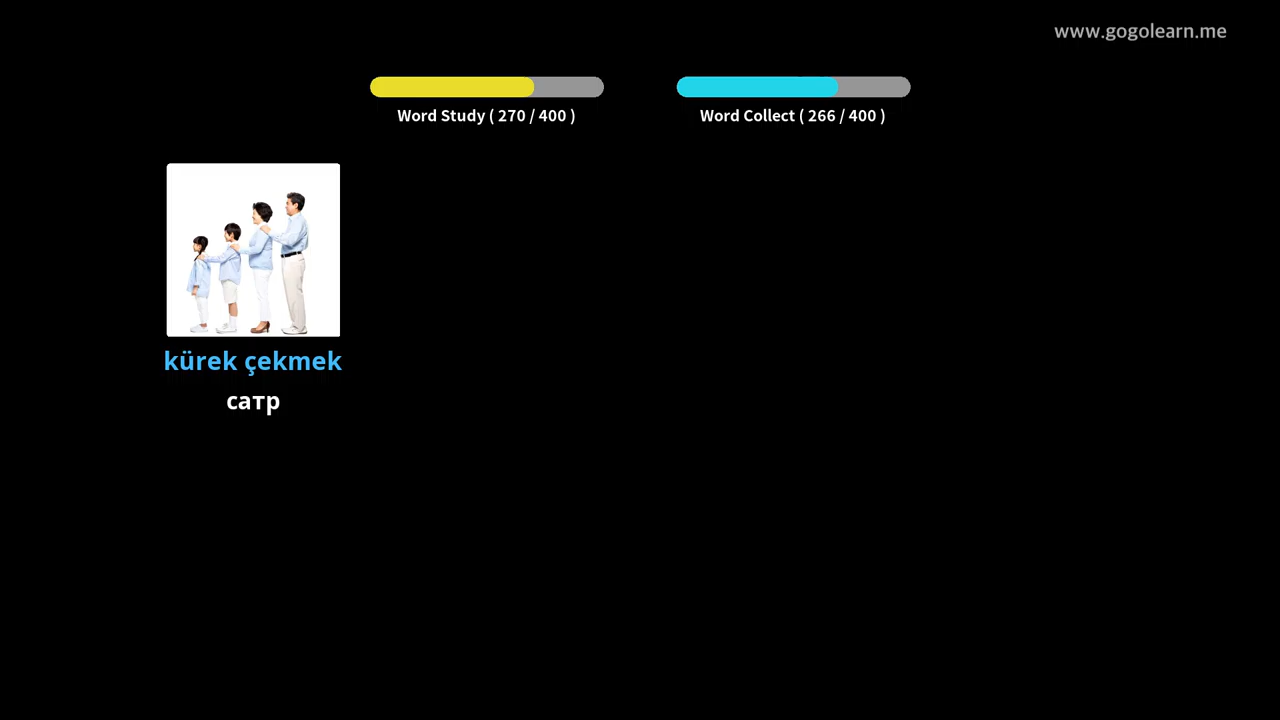 www.gogolearn.me
Word Study ( 270 / 400 )
Word Collect ( 266 / 400 )
kürek çekmek
сатр